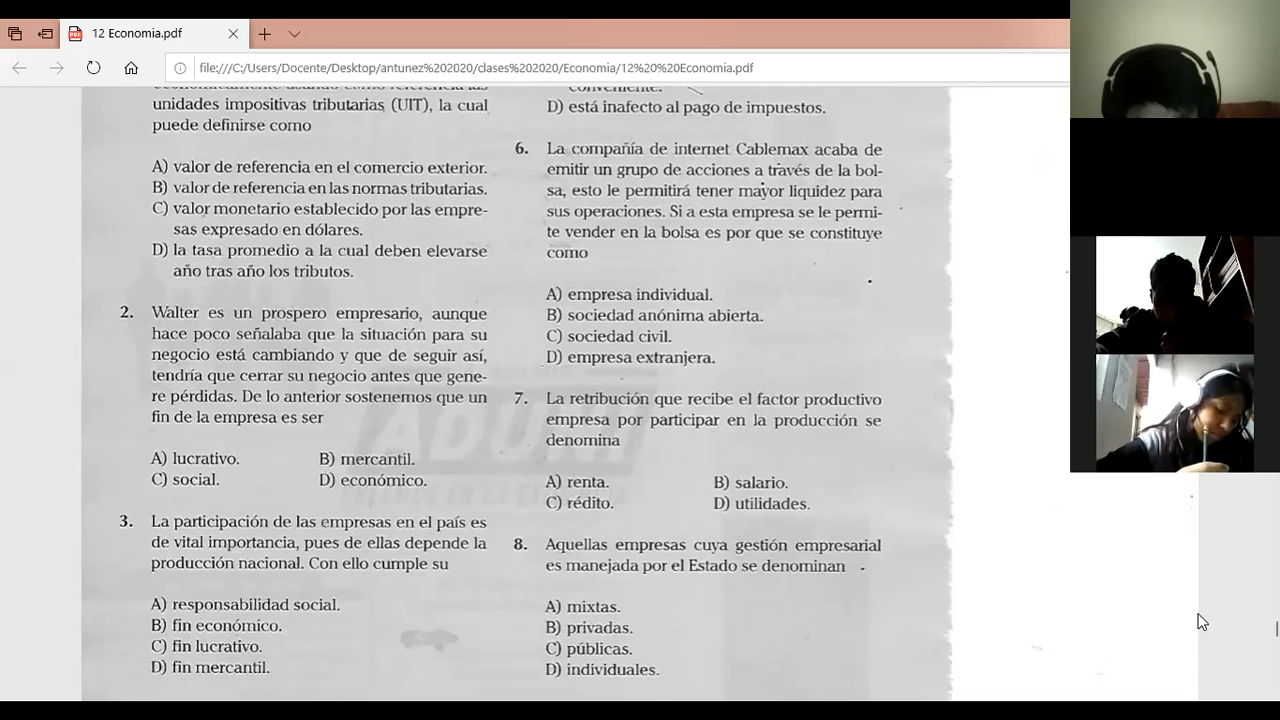 12 Economia.pdf
file:///C:/Users/Docente/Desktop/antunez%202020/clases%202020/Economia/12%20%20Economia.pdf
económicamente usando como referencia las
unidades impositivas tributarias (UIT), la cual
puede definirse como
A) valor de referencia en el comercio exterior.
B) valor de referencia en las normas tributarias.
C) valor monetario establecido por las empre-
sas expresado en dólares.
D) la tasa promedio a la cual deben elevarse
año tras año los tributos.
2. Walter es un prospero empresario, aunque
hace poco señalaba que la situación para su
negocio está cambiando y que de seguir así,
tendría que cerrar su negocio antes que gene-
re pérdidas. De lo anterior sostenemos que un
fin de la empresa es ser
A) lucrativo. B) mercantil.
C) social. D) económico.
3. La participación de las empresas en el país es
de vital importancia, pues de ellas depende la
producción nacional. Con ello cumple su
A) responsabilidad social.
B) fin económico.
C) fin lucrativo.
D) fin mercantil.
conveniente.
D) está inafecto al pago de impuestos.
6. La compañía de internet Cablemax acaba de
emitir un grupo de acciones a través de la bol-
sa, esto le permitirá tener mayor liquidez para
sus operaciones. Si a esta empresa se le permi-
te vender en la bolsa es por que se constituye
como
A) empresa individual.
B) sociedad anónima abierta.
C) sociedad civil.
D) empresa extranjera.
7. La retribución que recibe el factor productivo
empresa por participar en la producción se
denomina
A) renta. B) salario.
C) rédito. D) utilidades.
8. Aquellas empresas cuya gestión empresarial
es manejada por el Estado se denominan
A) mixtas.
B) privadas.
C) públicas.
D) individuales.